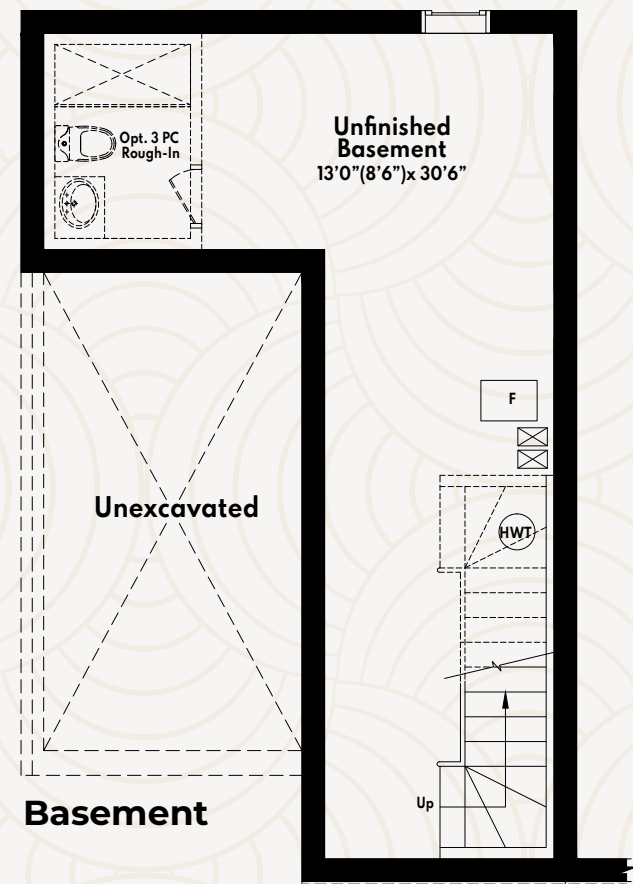 Opt. 3 PC
Rough-In
Unfinished
Basement
13’0”(8’6”)x 30’6”
F
Unexcavated
HWT
Up
Basement